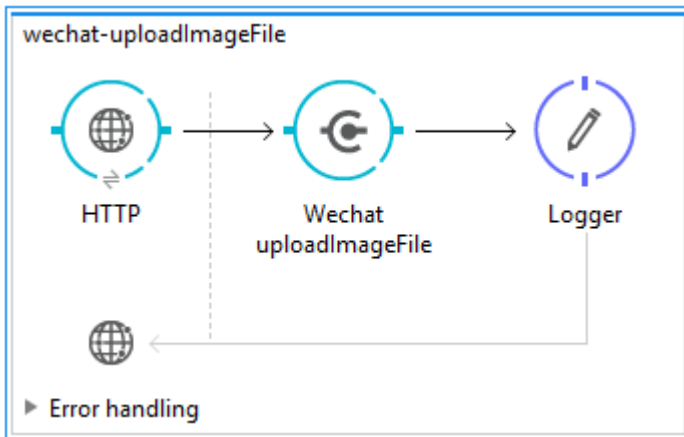 wechat-uploadImageFile
HTTP
Wechat
uploadImageFile
Logger
Error handling